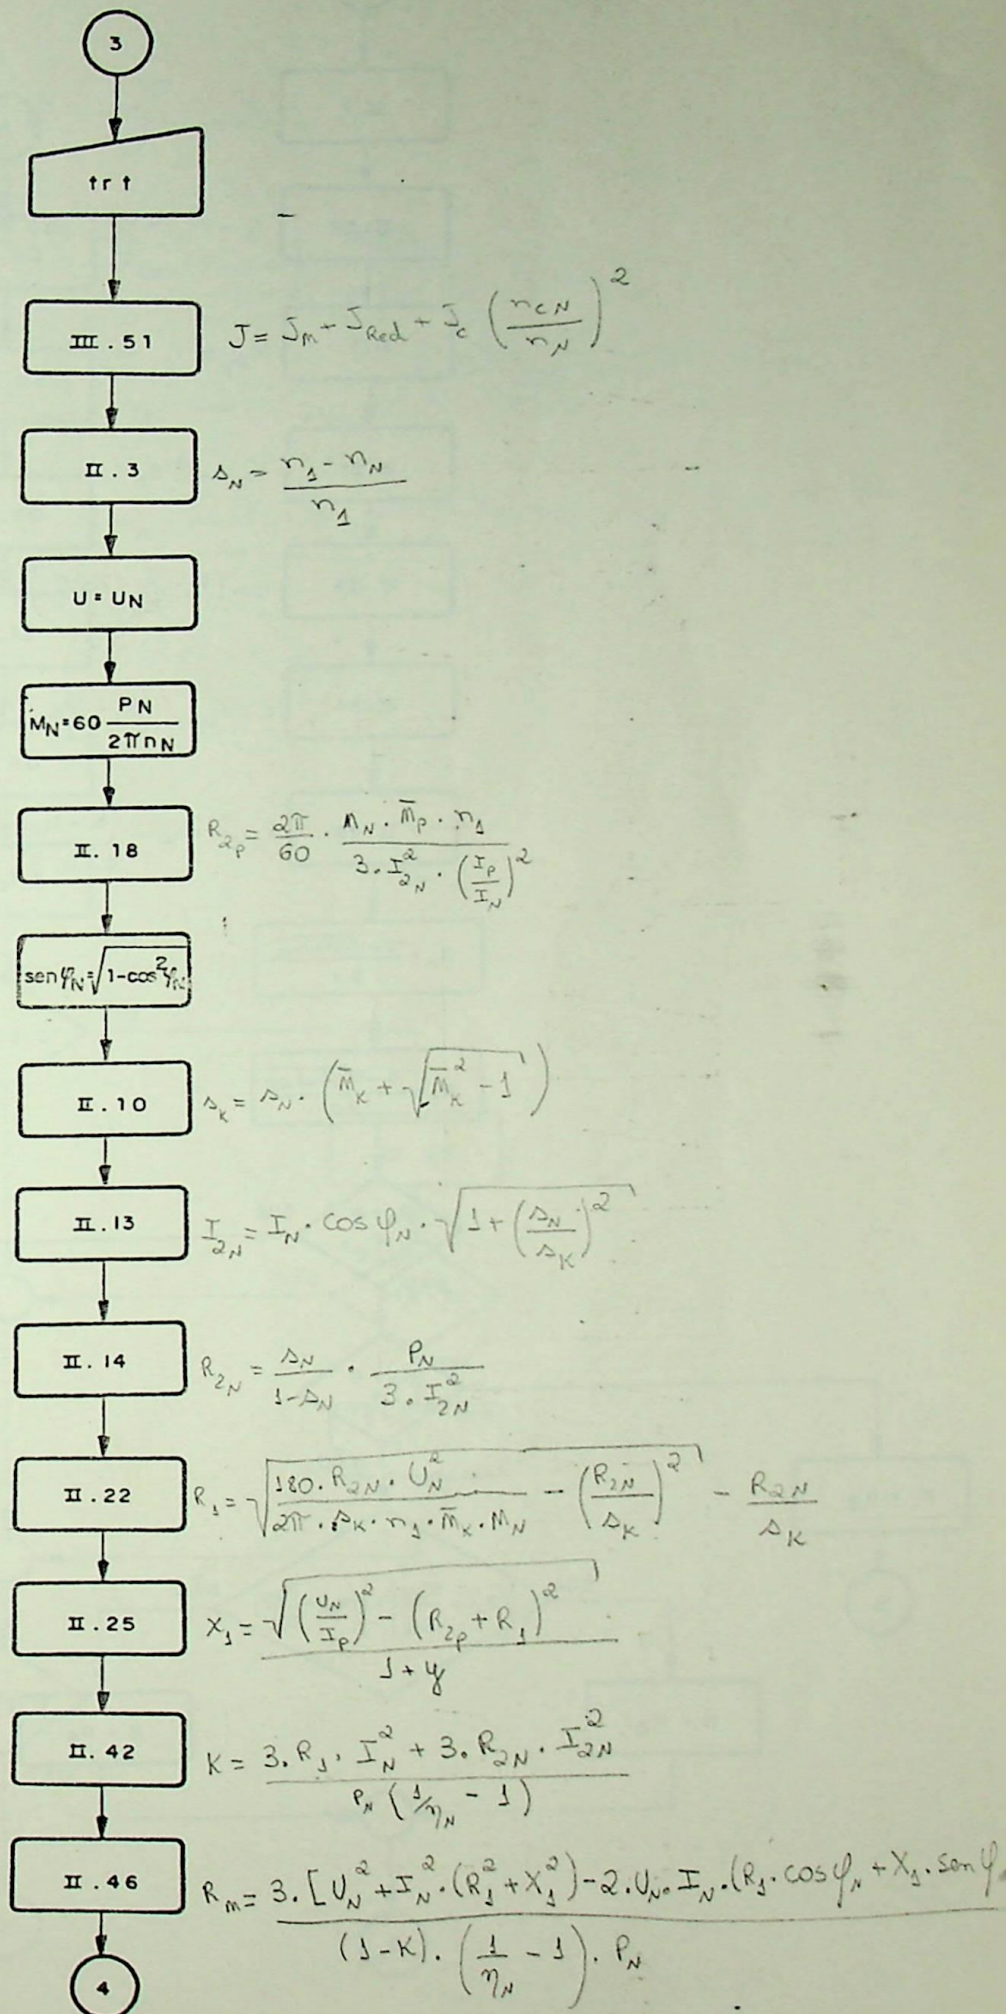 3
↑r↑
III.51 J = J_m + J_Red + J_c (n_cN / n_N)^2
II.3 s_N = (n_1 - n_N) / n_1
U = U_N
M_N = 60 P_N / 2πn_N
II.18 R_2p = 2π/60 · (M_N · m̄_p · n_1) / (3 · I_2N^2 · (I_p/I_N)^2)
sen φ_N = √(1-cos^2 φ_N)
II.10 s_K = s_N · (m̄_K + √(m̄_K^2 - 1))
II.13 I_2N = I_N · cos φ_N · √(1 + (s_N/s_K)^2)
II.14 R_2N = s_N/(1-s_N) · P_N/(3 · I_2N^2)
II.22 R_1 = √((180 · R_2N · U_N^2)/(2π · s_K · n_1 · m̄_K · M_N) - (R_2N/s_K)^2) - R_2N/s_K
II.25 X_1 = √((U_N/I_p)^2 - (R_2p + R_1)^2) / (1 + y)
II.42 K = (3 · R_1 · I_N^2 + 3 · R_2N · I_2N^2) / (P_N (1/η_N - 1))
II.46 R_m = 3 · [U_N^2 + I_N^2 · (R_1^2 + X_1^2) - 2 · U_N · I_N · (R_1 · cos φ_N + X_1 · sen φ / (1-K) · (1/η_N - 1) · P_N
4